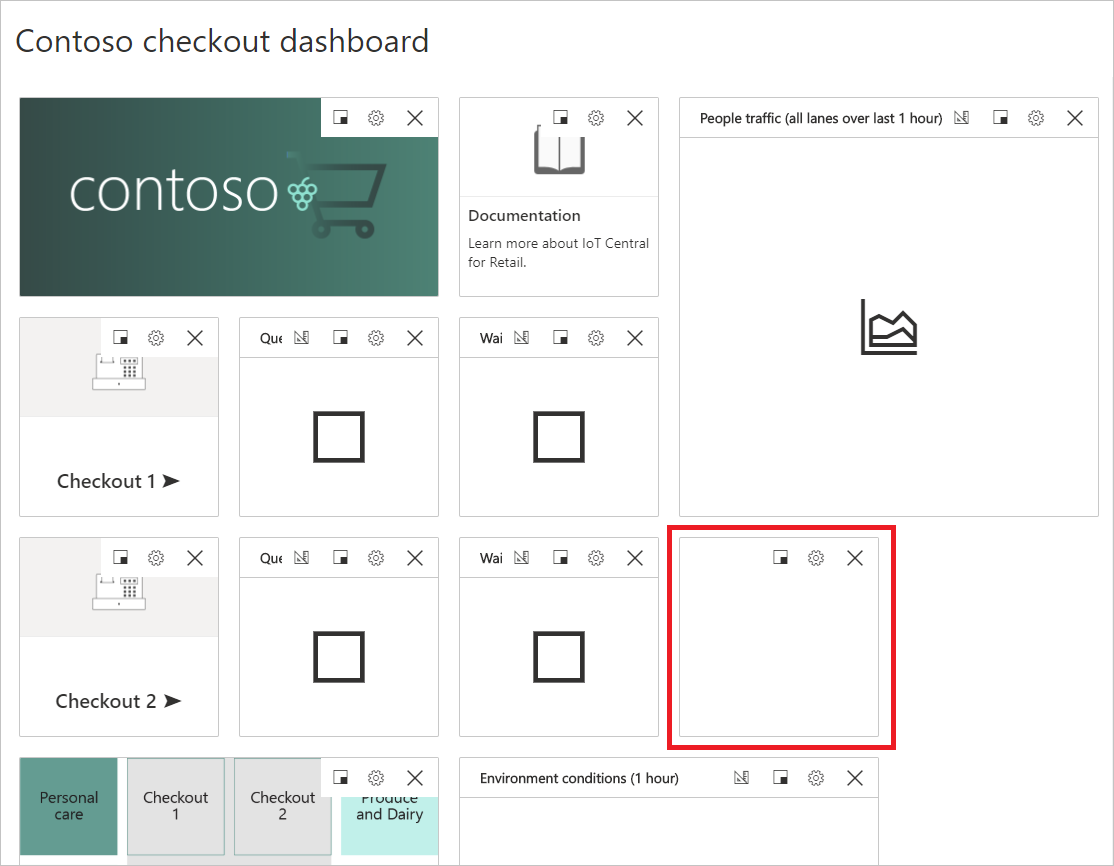 Contoso checkout dashboard
contoso
Documentation
Learn more about IoT Central
for Retail.
People traffic (all lanes over last 1 hour)
Checkout 1 ➤
Que
Wai
Checkout 2 ➤
Que
Wai
Personal
care
Checkout
1
Checkout
2
Produce
and Dairy
Environment conditions (1 hour)